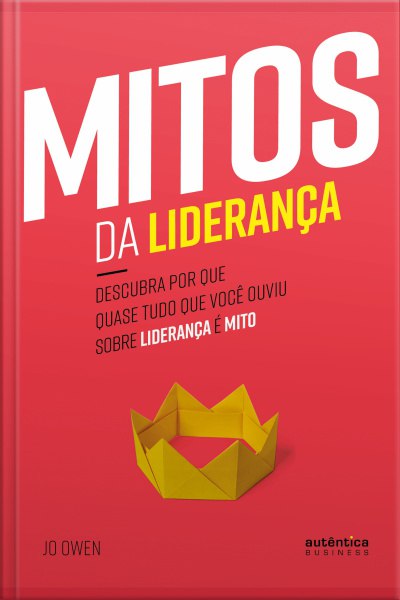 MITOS
DA LIDERANÇA
DESCUBRA POR QUE
QUASE TUDO QUE VOCÊ OUVIU
SOBRE LIDERANÇA É MITO
JO OWEN
autêntica
BUSINESS